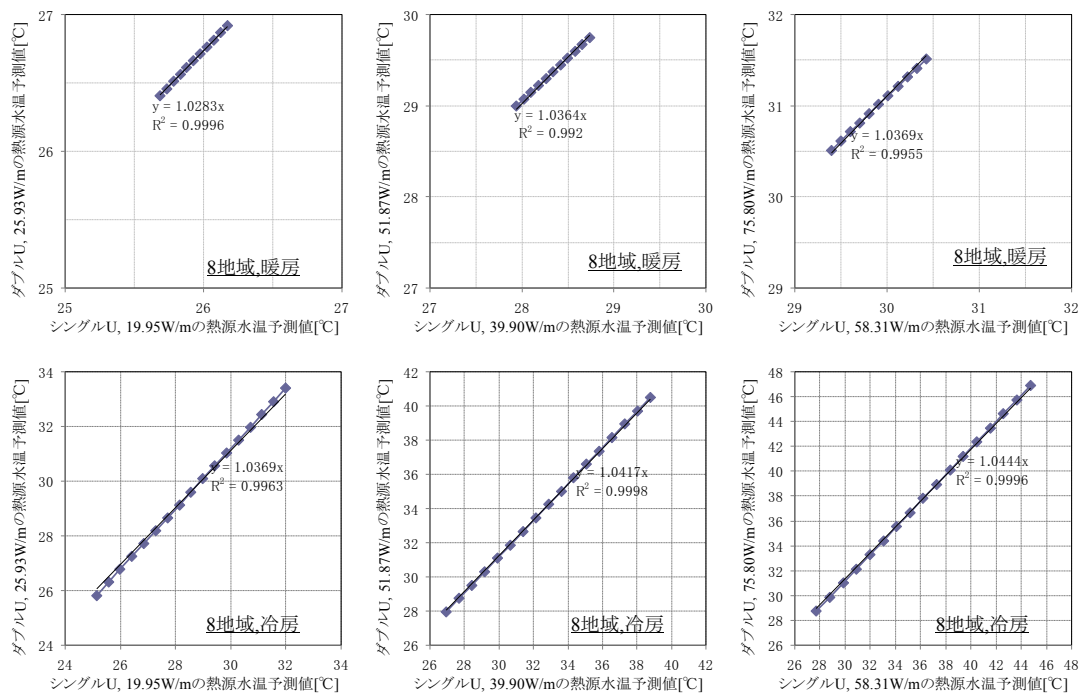 ダブルU, 25.93W/mの熱源水温予測値[℃]
27
26
25
y = 1.0283x
R² = 0.9996
8地域,暖房
25 26 27
シングルU, 19.95W/mの熱源水温予測値[℃]
ダブルU, 51.87W/mの熱源水温予測値[℃]
30
29
28
27
y = 1.0364x
R² = 0.992
8地域,暖房
27 28 29 30
シングルU, 39.90W/mの熱源水温予測値[℃]
ダブルU, 75.80W/mの熱源水温予測値[℃]
32
31
30
29
y = 1.0369x
R² = 0.9955
8地域,暖房
29 30 31 32
シングルU, 58.31W/mの熱源水温予測値[℃]
ダブルU, 25.93W/mの熱源水温予測値[℃]
34
32
30
28
26
24
y = 1.0369x
R² = 0.9963
8地域,冷房
24 26 28 30 32 34
シングルU, 19.95W/mの熱源水温予測値[℃]
ダブルU, 51.87W/mの熱源水温予測値[℃]
42
40
38
36
34
32
30
28
26
y = 1.0417x
R² = 0.9998
8地域,冷房
26 28 30 32 34 36 38 40 42
シングルU, 39.90W/mの熱源水温予測値[℃]
ダブルU, 75.80W/mの熱源水温予測値[℃]
48
46
44
42
40
38
36
34
32
30
28
26
y = 1.0444x
R² = 0.9996
8地域,冷房
26 28 30 32 34 36 38 40 42 44 46 48
シングルU, 58.31W/mの熱源水温予測値[℃]